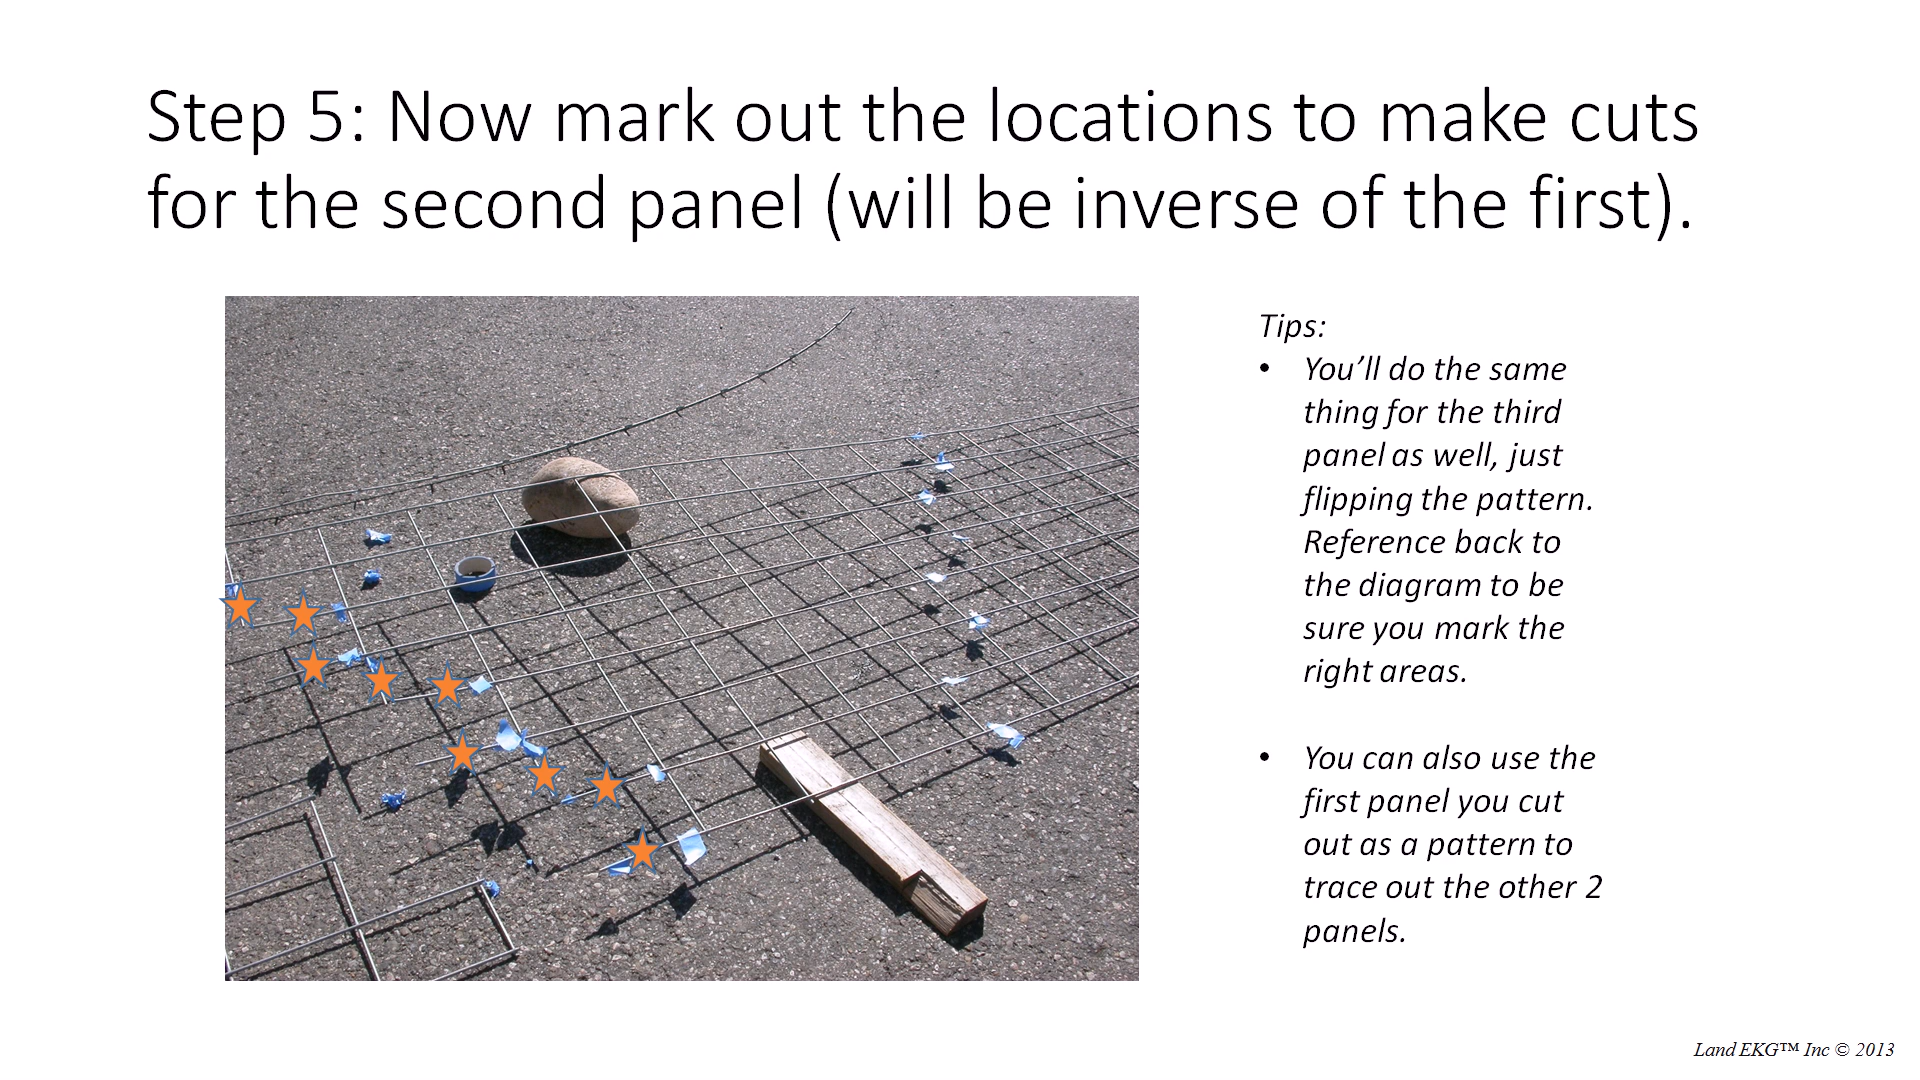 Step 5: Now mark out the locations to make cuts
for the second panel (will be inverse of the first).
Tips:
• You’ll do the same
thing for the third
panel as well, just
flipping the pattern.
Reference back to
the diagram to be
sure you mark the
right areas.
• You can also use the
first panel you cut
out as a pattern to
trace out the other 2
panels.
Land EKG™ Inc © 2013